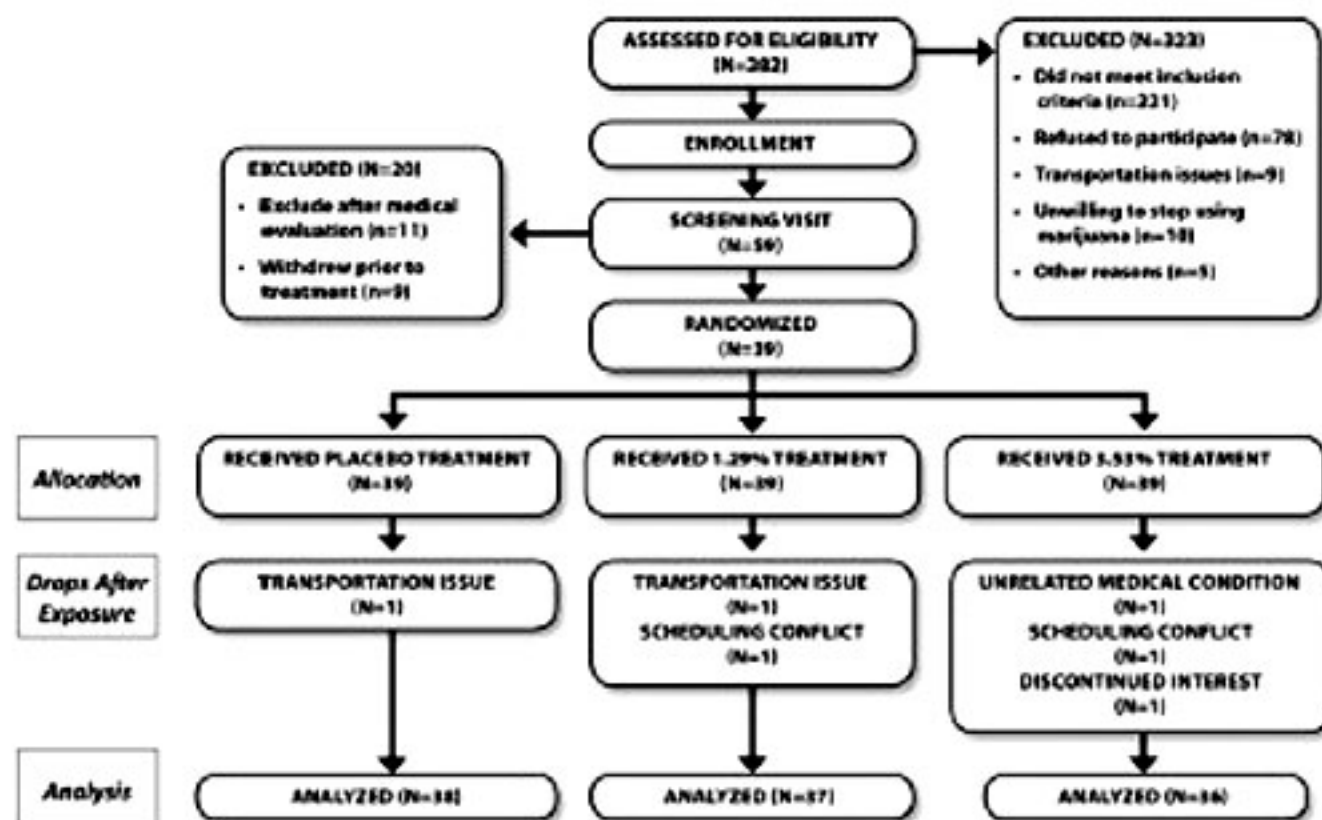 ASSESSED FOR ELIGIBILITY
(N=382)
EXCLUDED (N=323)
• Did not meet inclusion
criteria (n=221)
• Refused to participate (n=78)
• Transportation issues (n=9)
• Unwilling to stop using
marijuana (n=10)
• Other reasons (n=5)
ENROLLMENT
EXCLUDED (N=20)
• Exclude after medical
evaluation (n=11)
• Withdrew prior to
treatment (n=9)
SCREENING VISIT
(N=59)
RANDOMIZED
(N=39)
Allocation
RECEIVED PLACEBO TREATMENT
(N=39)
RECEIVED 1.29% TREATMENT
(N=39)
RECEIVED 3.53% TREATMENT
(N=39)
Drops After
Exposure
TRANSPORTATION ISSUE
(N=1)
TRANSPORTATION ISSUE
(N=1)
SCHEDULING CONFLICT
(N=1)
UNRELATED MEDICAL CONDITION
(N=1)
SCHEDULING CONFLICT
(N=1)
DISCONTINUED INTEREST
(N=1)
Analysis
ANALYZED (N=38)
ANALYZED (N=37)
ANALYZED (N=36)